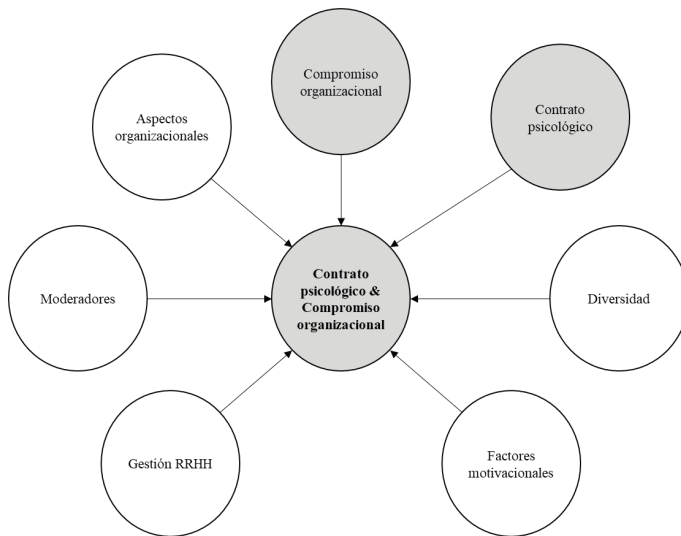 Compromiso
organizacional
Contrato
psicológico
Aspectos
organizacionales
Contrato
psicológico &
Compromiso
organizacional
Moderadores
Diversidad
Gestión RRHH
Factores
motivacionales